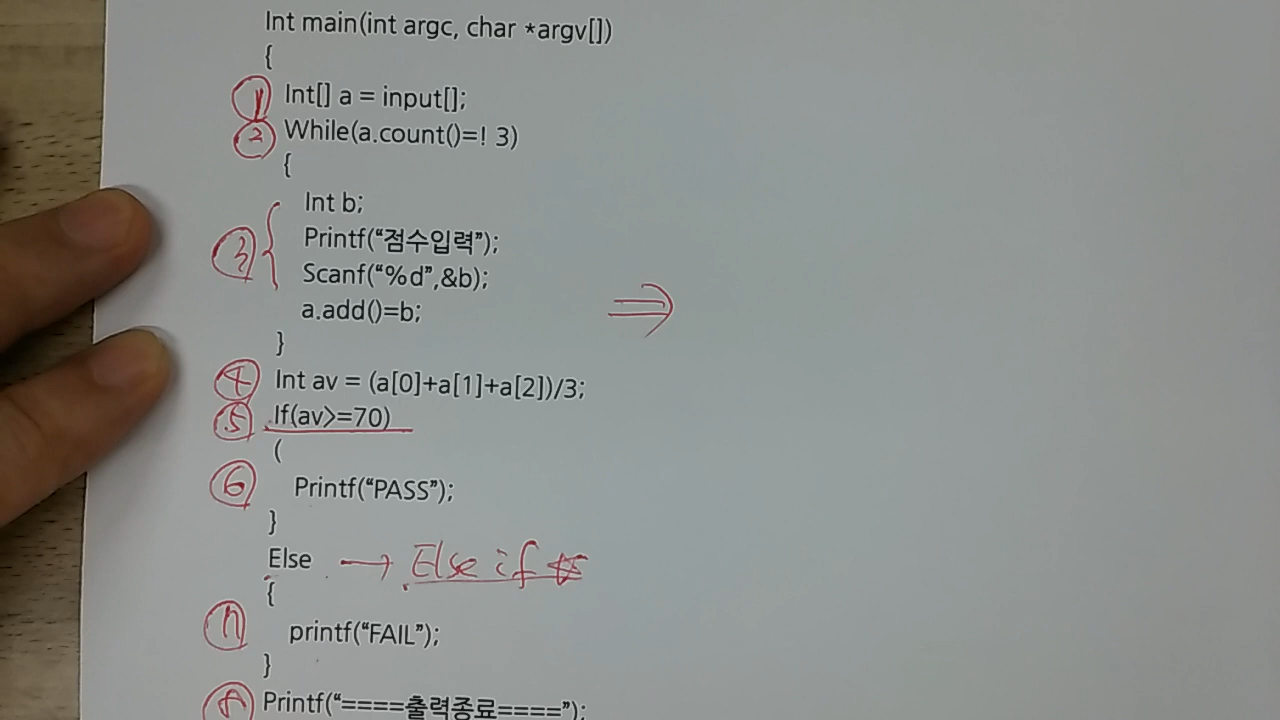 Int main(int argc, char *argv[])
{
① Int[] a = input[];
② While(a.count()=! 3)
{
Int b;
Printf(“점수입력”);
③ Scanf(“%d”,&b);
a.add()=b;
}
④ Int av = (a[0]+a[1]+a[2])/3;
⑤ If(av>=70)
(
⑥ Printf(“PASS”);
}
Else → Else if
{
⑦ printf(“FAIL”);
}
⑧ Printf(“====출력종료====”);